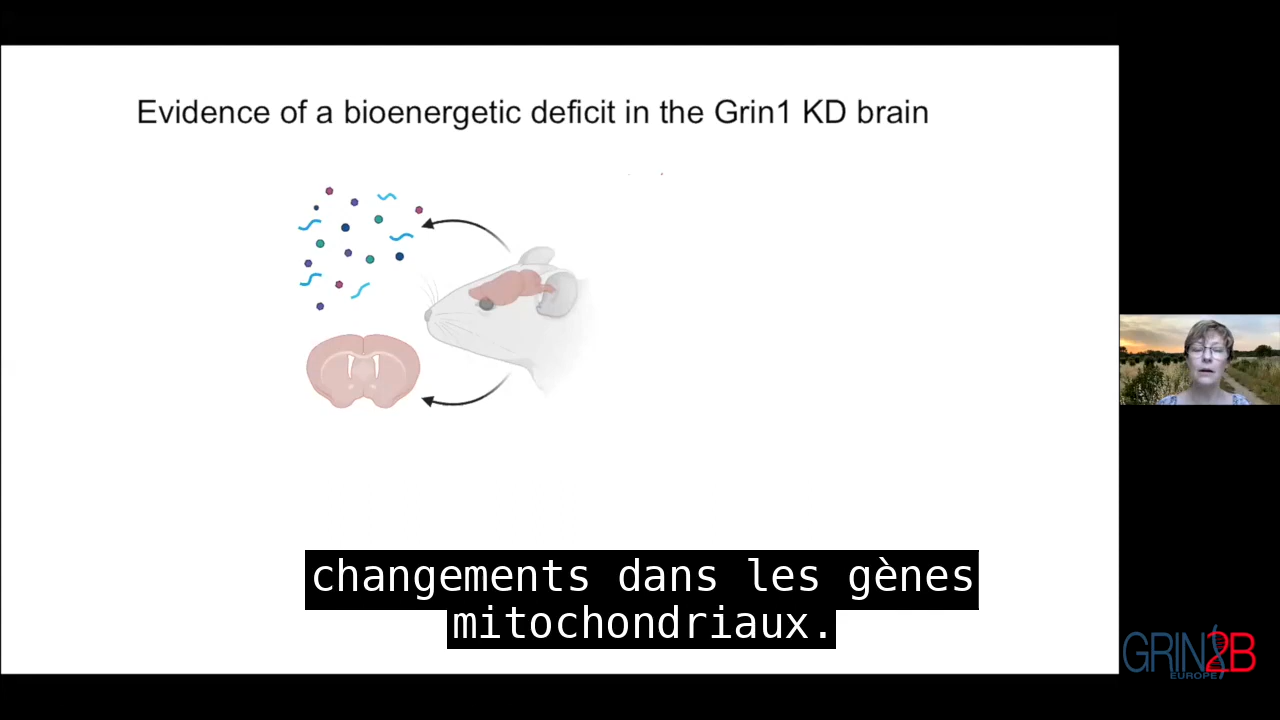 Evidence of a bioenergetic deficit in the Grin1 KD brain
changements dans les gènes
mitochondriaux.
GRIN2B
EUROPE